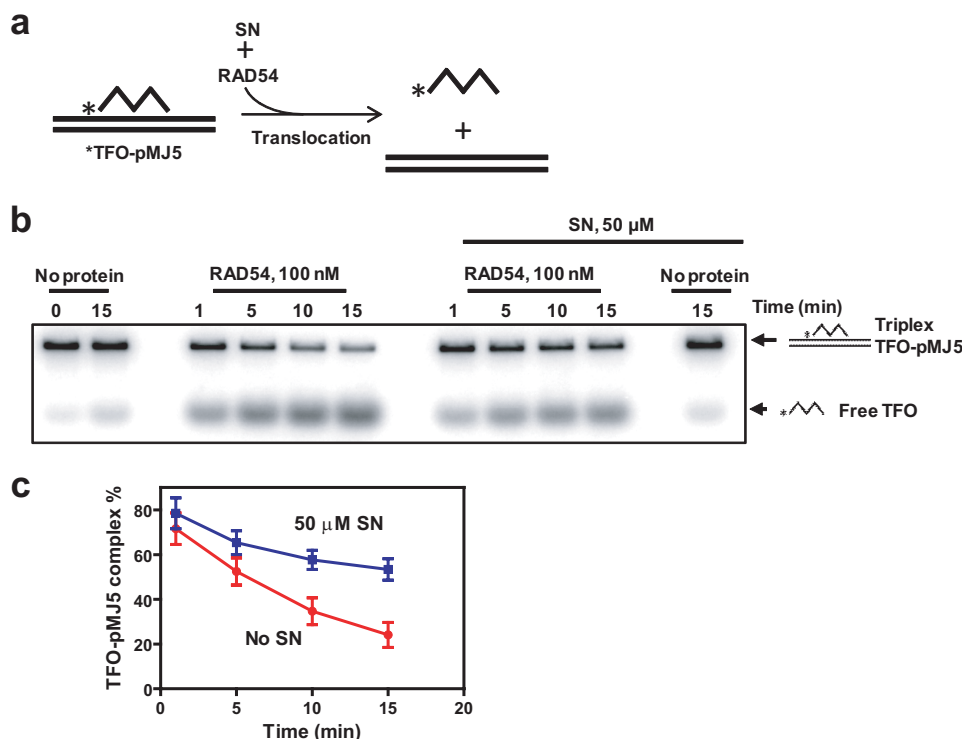 a
SN
+
RAD54
*
*TFO-pMJ5
Translocation
*
+
b
SN, 50 µM
No protein
RAD54, 100 nM
RAD54, 100 nM
No protein
0 15 1 5 10 15 1 5 10 15 15 Time (min)
* Triplex
TFO-pMJ5
* Free TFO
c
TFO-pMJ5 complex %
80
60
40
20
0
50 µM SN
No SN
0 5 10 15 20
Time (min)